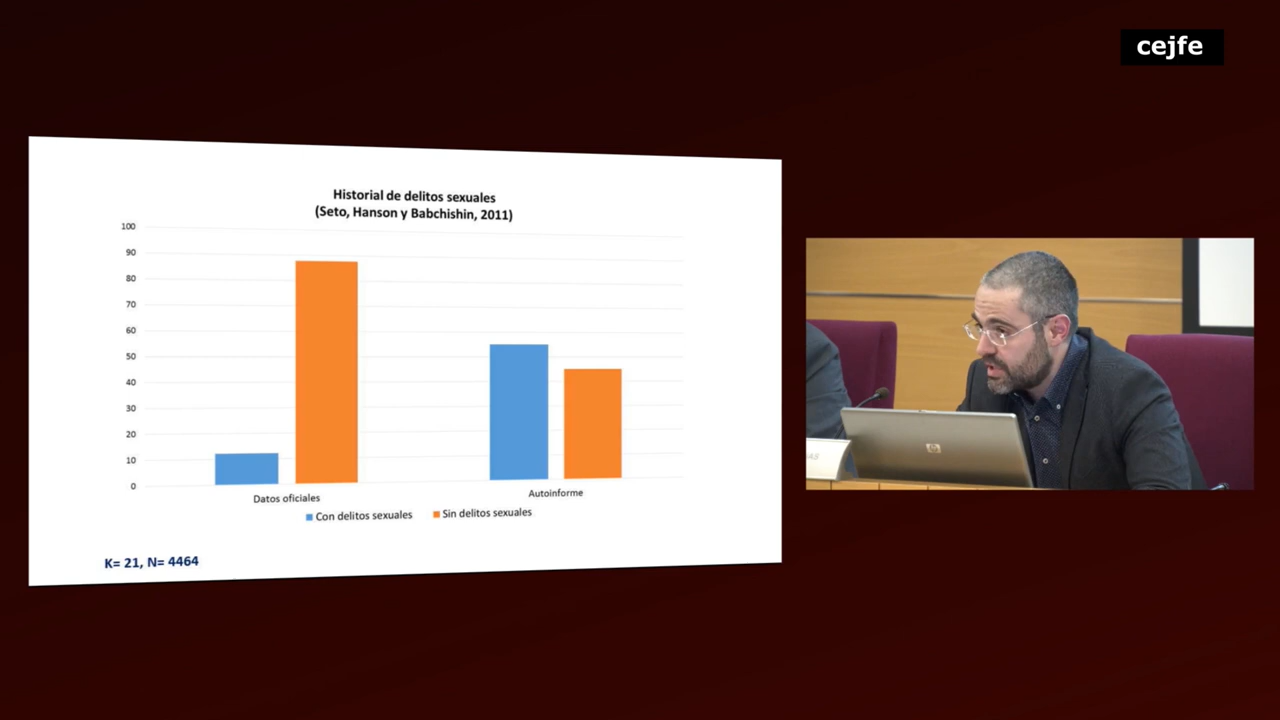 cejfe
Historial de delitos sexuales
(Seto, Hanson y Babchishin, 2011)
100
90
80
70
60
50
40
30
20
10
0
Datos oficiales
Autoinforme
Con delitos sexuales
Sin delitos sexuales
K= 21, N= 4464
hp